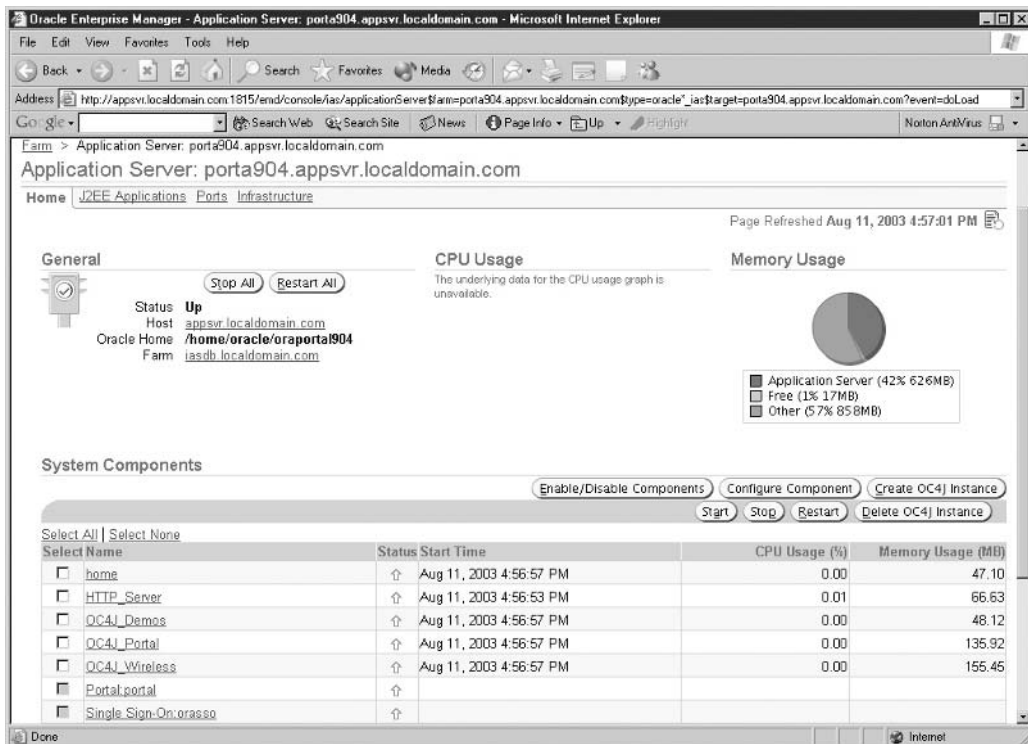 Oracle Enterprise Manager - Application Server: porta904.appsvr.localdomain.com - Microsoft Internet Explorer
File Edit View Favorites Tools Help
Back Search Favorites Media
Address http://appsvr.localdomain.com:1815/emd/console/ias/applicationServer$farm=porta904.appsvr.localdomain.com$type=oracle*_ias$target=porta904.appsvr.localdomain.com?event=doLoad
Google Search Web Search Site News Page Info Up Highlight Norton AntiVirus
Farm > Application Server: porta904.appsvr.localdomain.com
Application Server: porta904.appsvr.localdomain.com
Home J2EE Applications Ports Infrastructure
Page Refreshed Aug 11, 2003 4:57:01 PM
General CPU Usage Memory Usage
Stop All Restart All
The underlying data for the CPU usage graph is
unavailable.
Status Up
Host appsvr.localdomain.com
Oracle Home /home/oracle/oraportal904
Farm iasdb.localdomain.com
Application Server (42% 626MB)
Free (1% 17MB)
Other (57% 858MB)
System Components
Enable/Disable Components Configure Component Create OC4J Instance
Start Stop Restart Delete OC4J Instance
Select All | Select None
Select Name Status Start Time CPU Usage (%) Memory Usage (MB)
home Aug 11, 2003 4:56:57 PM 0.00 47.10
HTTP_Server Aug 11, 2003 4:56:53 PM 0.01 66.63
OC4J_Demos Aug 11, 2003 4:56:57 PM 0.00 48.12
OC4J_Portal Aug 11, 2003 4:56:57 PM 0.00 135.92
OC4J_Wireless Aug 11, 2003 4:56:57 PM 0.00 155.45
Portal:portal
Single Sign-On:orasso
Done Internet